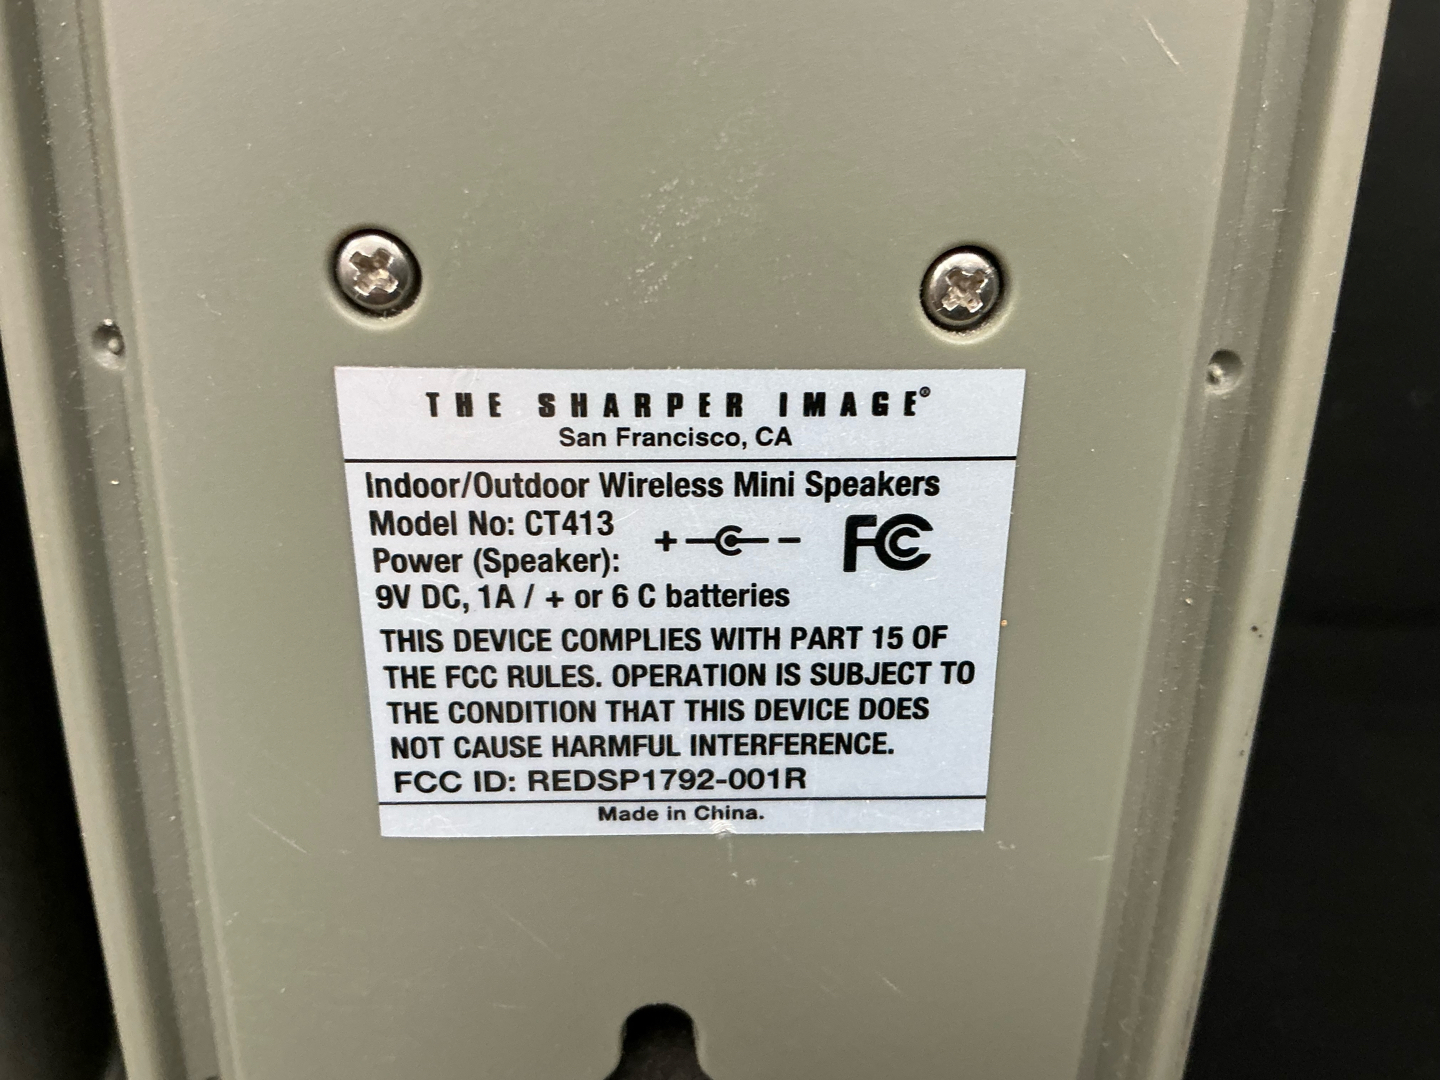 THE SHARPER IMAGE®
San Francisco, CA
Indoor/Outdoor Wireless Mini Speakers
Model No: CT413
Power (Speaker):
+ −
FC
9V DC, 1A / + or 6 C batteries
THIS DEVICE COMPLIES WITH PART 15 OF
THE FCC RULES. OPERATION IS SUBJECT TO
THE CONDITION THAT THIS DEVICE DOES
NOT CAUSE HARMFUL INTERFERENCE.
FCC ID: REDSP1792-001R
Made in China.